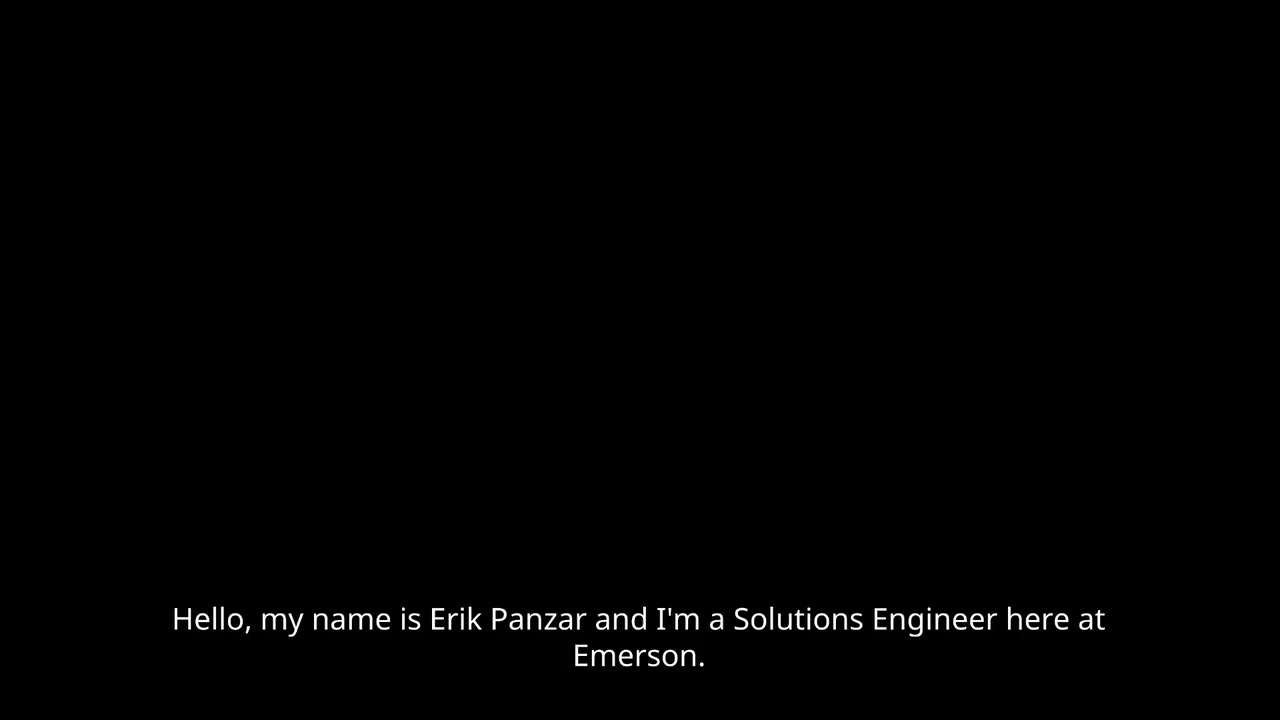 Hello, my name is Erik Panzar and I'm a Solutions Engineer here at
Emerson.